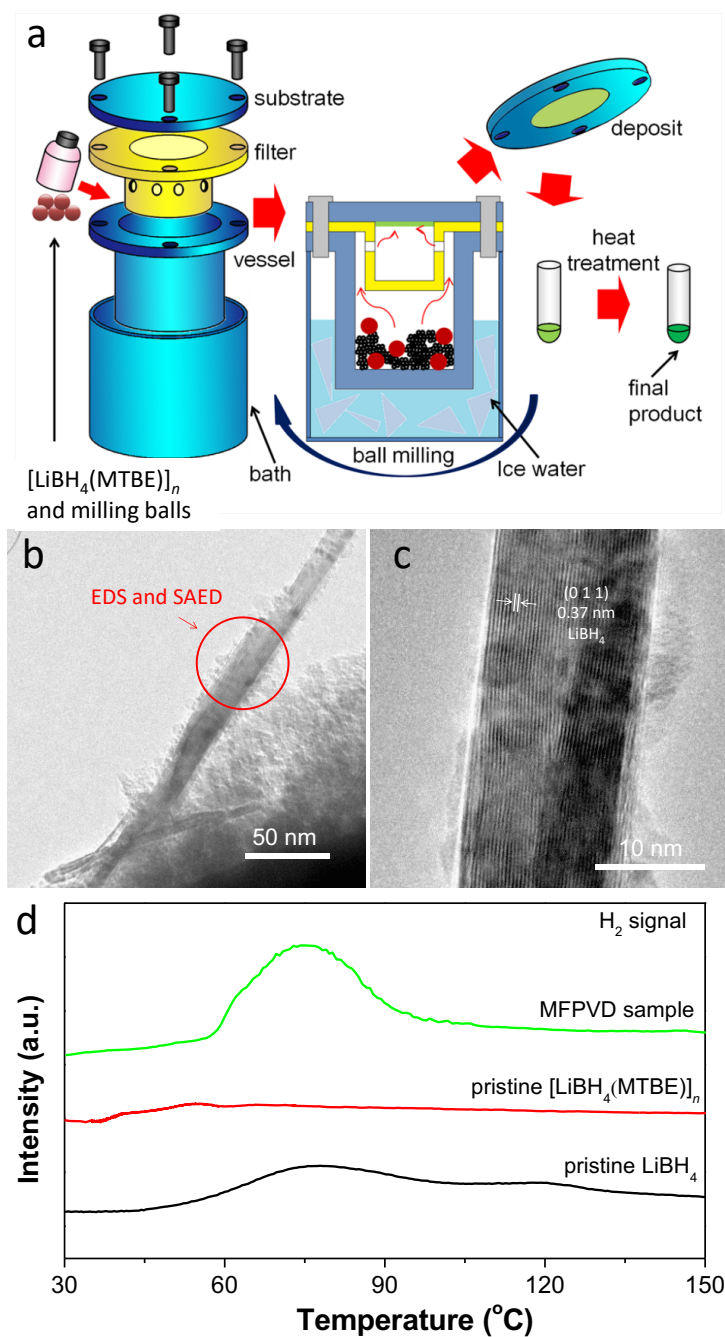 a
substrate
filter
vessel
bath
[LiBH₄(MTBE)]ₙ
and milling balls
deposit
heat
treatment
final
product
ball milling
Ice water
b
EDS and SAED
50 nm
c
(0 1 1)
0.37 nm
LiBH₄
10 nm
d
H₂ signal
MFPVD sample
pristine [LiBH₄(MTBE)]ₙ
pristine LiBH₄
Intensity (a.u.)
30 60 90 120 150
Temperature (°C)